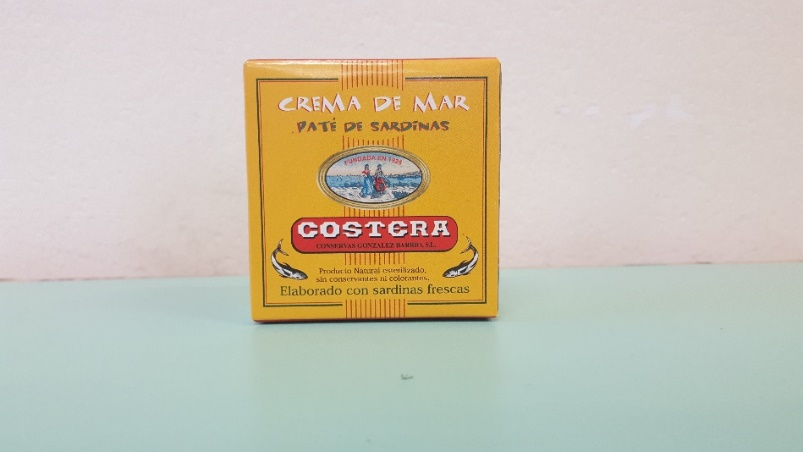 CREMA DE MAR
PATÉ DE SARDINAS
FUNDADA EN 1928
COSTERA
CONSERVAS GONZALEZ BARRIO, S.L.
Producto Natural esterilizado,
sin conservantes ni colorantes.
Elaborado con sardinas frescas